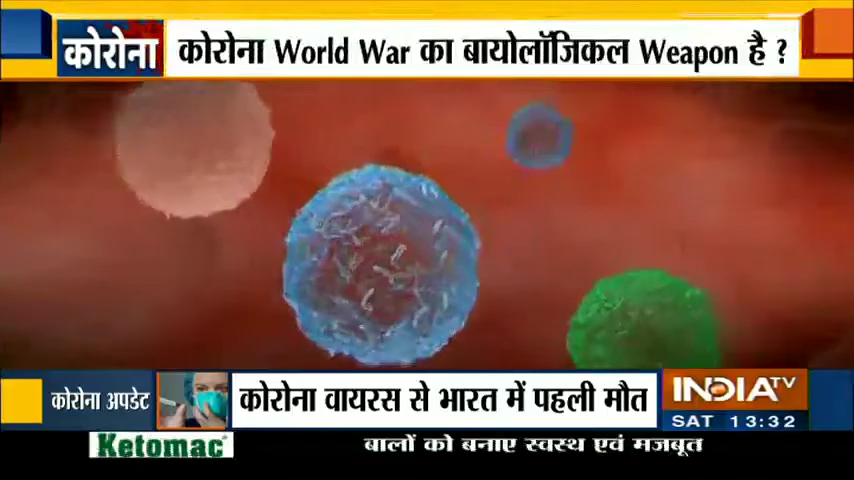 कोरोना
कोरोना World War का बायोलॉजिकल Weapon है ?
कोरोना अपडेट
कोरोना वायरस से भारत में पहली मौत
INDIA TV
SAT 13:32
Ketomac
बालों को बनाए स्वस्थ एवं मजबूत